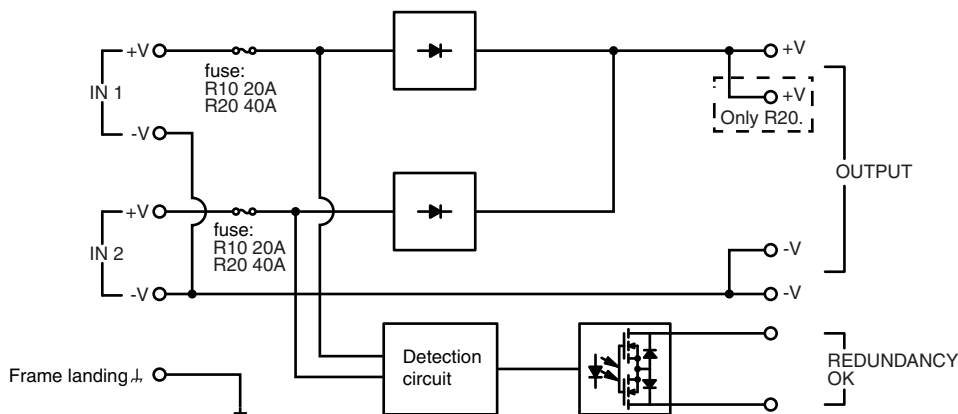 +V
fuse:
R10 20A
R20 40A
IN 1
-V
+V
+V
Only R20.
OUTPUT
+V
fuse:
R10 20A
R20 40A
IN 2
-V
-V
-V
Detection
circuit
REDUNDANCY
OK
Frame landing